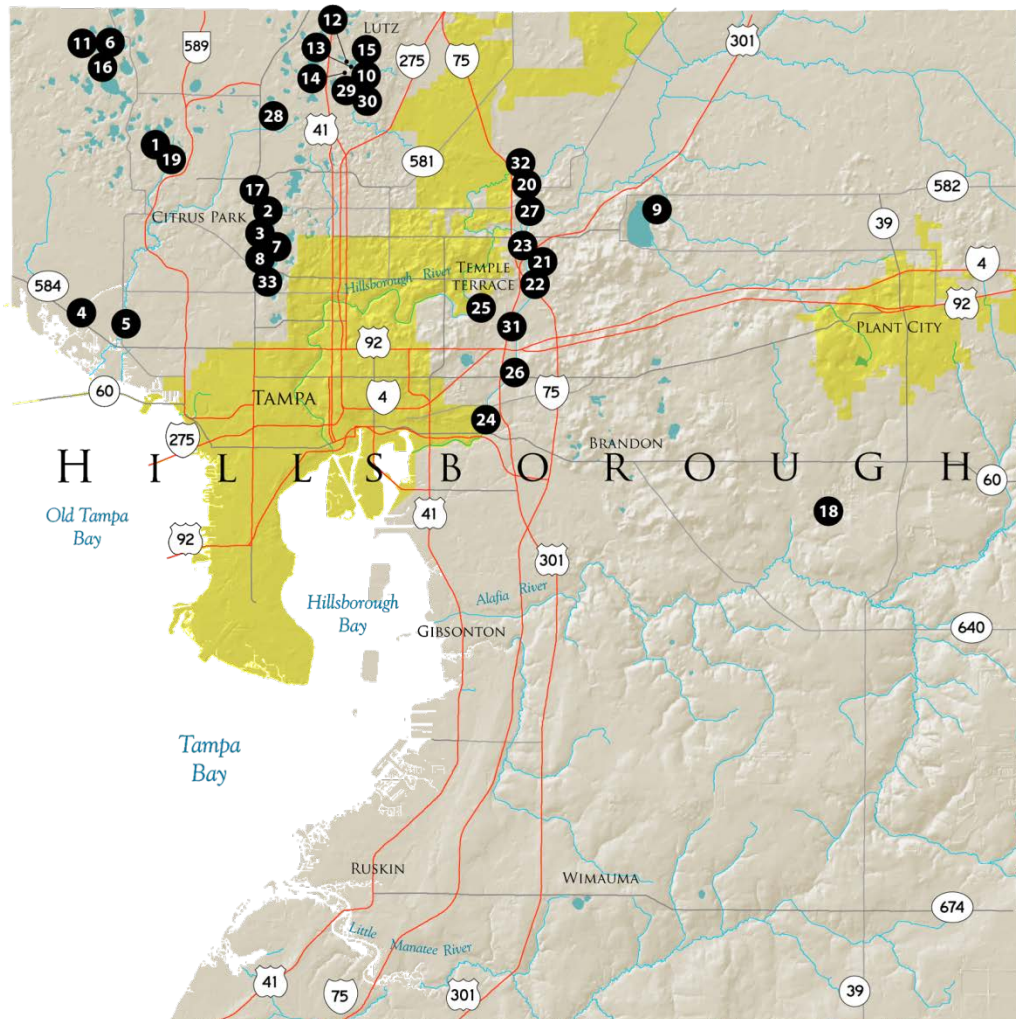 12
LUTZ
11
6
589
13
15
301
16
14
10
275
75
29
30
28
41
1
19
581
32
17
20
582
CITRUS PARK
2
27
9
39
3
7
23
8
TEMPLE
TERRACE
21
4
33
Hillsborough River
22
584
25
92
4
5
31
PLANT CITY
92
26
60
TAMPA
4
75
24
275
BRANDON
HILLSBOROUGH
60
Old Tampa
Bay
41
18
92
301
Hillsborough
Bay
Alafia River
GIBSONTON
640
Tampa
Bay
RUSKIN
WIMAUMA
674
Little Manatee River
41
75
301
39